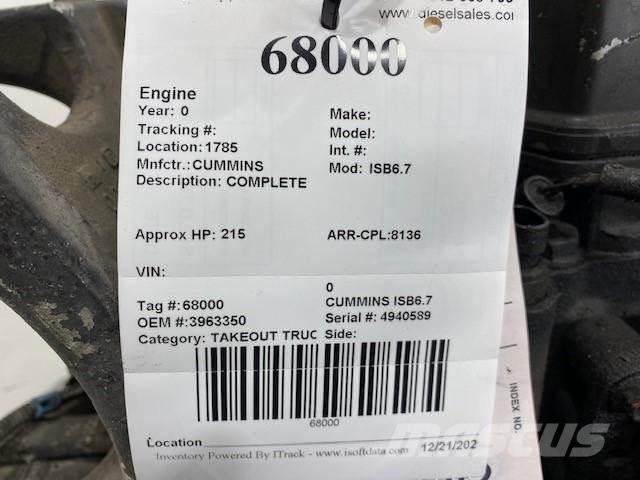 www.dieselsales.co
68000
Engine
Year: 0
Make:
Tracking #:
Model:
Location:1785
Int. #:
Mnfctr.:CUMMINS
Mod: ISB6.7
Description: COMPLETE
Approx HP: 215
ARR-CPL:8136
VIN:
0
Tag #:68000
CUMMINS ISB6.7
OEM #:3963350
Serial #: 4940589
Category: TAKEOUT TRUC
Side:
68000
Location
Inventory Powered By ITrack - www.isoftdata.com
12/21/202
INDEX NO.
Mascus